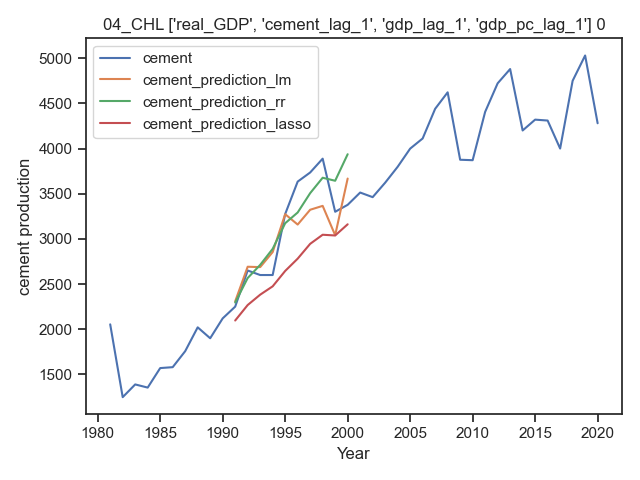 04_CHL ['real_GDP', 'cement_lag_1', 'gdp_lag_1', 'gdp_pc_lag_1'] 0
cement
cement_prediction_lm
cement_prediction_rr
cement_prediction_lasso
cement production
5000
4500
4000
3500
3000
2500
2000
1500
1980 1985 1990 1995 2000 2005 2010 2015 2020
Year